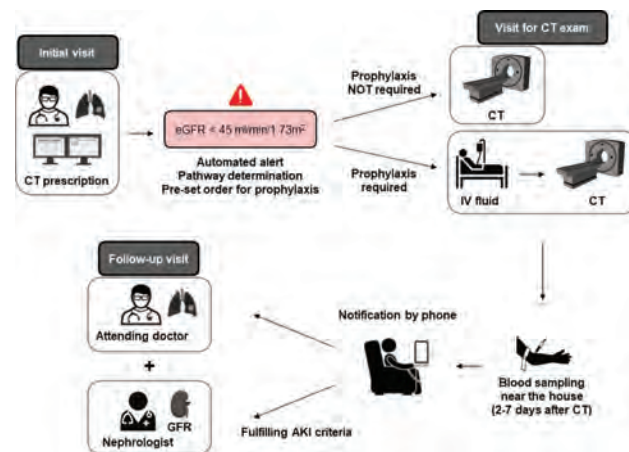 Initial visit
CT prescription
eGFR < 45 ml/min/1 73m²
Automated alert
Pathway determination
Pre-set order for prophylaxis
Visit for CT exam
Prophylaxis
NOT required
CT
Prophylaxis
required
IV fluid
CT
Follow-up visit
Attending doctor
+
GFR
Nephrologist
Notification by phone
Fulfilling AKI criteria
Blood sampling
near the house
(2-7 days after CT)